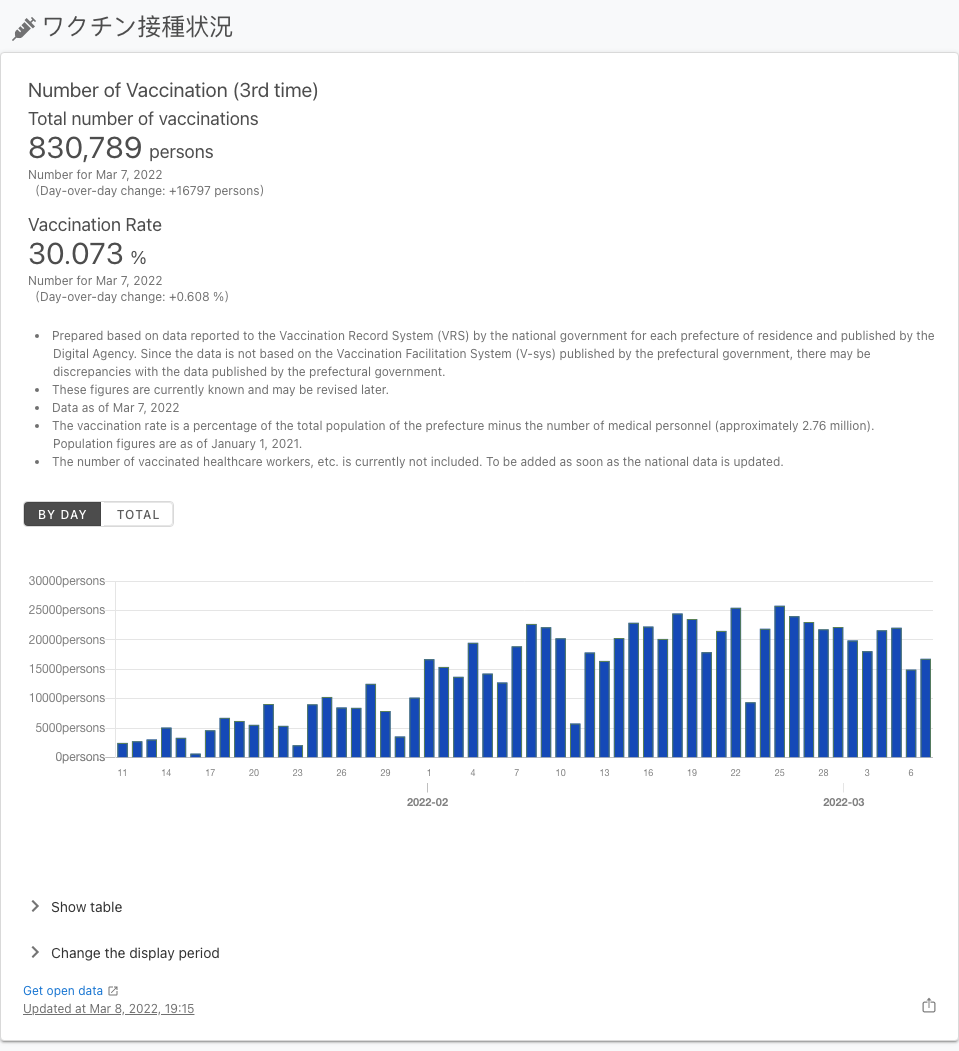 ワクチン接種状況
Number of Vaccination (3rd time)
Total number of vaccinations
830,789 persons
Number for Mar 7, 2022
(Day-over-day change: +16797 persons)
Vaccination Rate
30.073 %
Number for Mar 7, 2022
(Day-over-day change: +0.608 %)
• Prepared based on data reported to the Vaccination Record System (VRS) by the national government for each prefecture of residence and published by the
Digital Agency. Since the data is not based on the Vaccination Facilitation System (V-sys) published by the prefectural government, there may be
discrepancies with the data published by the prefectural government.
• These figures are currently known and may be revised later.
• Data as of Mar 7, 2022
• The vaccination rate is a percentage of the total population of the prefecture minus the number of medical personnel (approximately 2.76 million).
Population figures are as of January 1, 2021.
• The number of vaccinated healthcare workers, etc. is currently not included. To be added as soon as the national data is updated.
BY DAY TOTAL
30000persons
25000persons
20000persons
15000persons
10000persons
5000persons
0persons
11 14 17 20 23 26 29 1 4 7 10 13 16 19 22 25 28 3 6
2022-02 2022-03
Show table
Change the display period
Get open data
Updated at Mar 8, 2022, 19:15